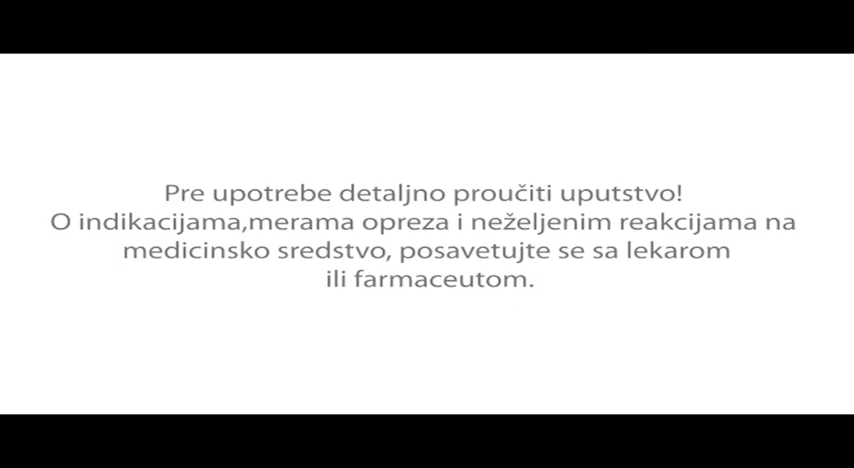 Pre upotrebe detaljno proučiti uputstvo!
O indikacijama,merama opreza i neželjenim reakcijama na
medicinsko sredstvo, posavetujte se sa lekarom
ili farmaceutom.